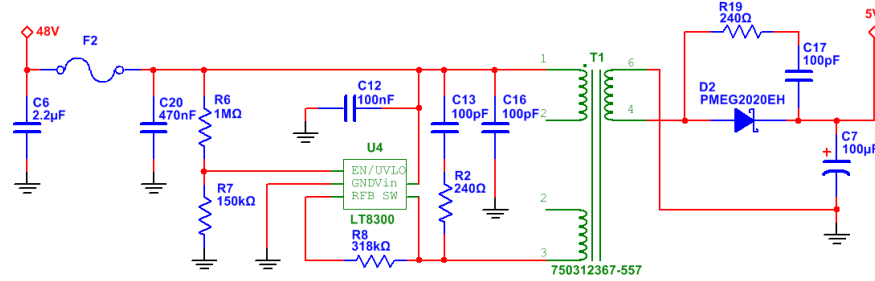 48V
F2
C6
2.2µF
C20
470nF
R6
1MΩ
R7
150kΩ
C12
100nF
U4
EN/UVLO
GNDVin
RFB SW
LT8300
R8
318kΩ
C13
100pF
R2
240Ω
C16
100pF
1
2
2
3
T1
6
4
750312367-557
R19
240Ω
C17
100pF
D2
PMEG2020EH
5V
+
C7
100µF